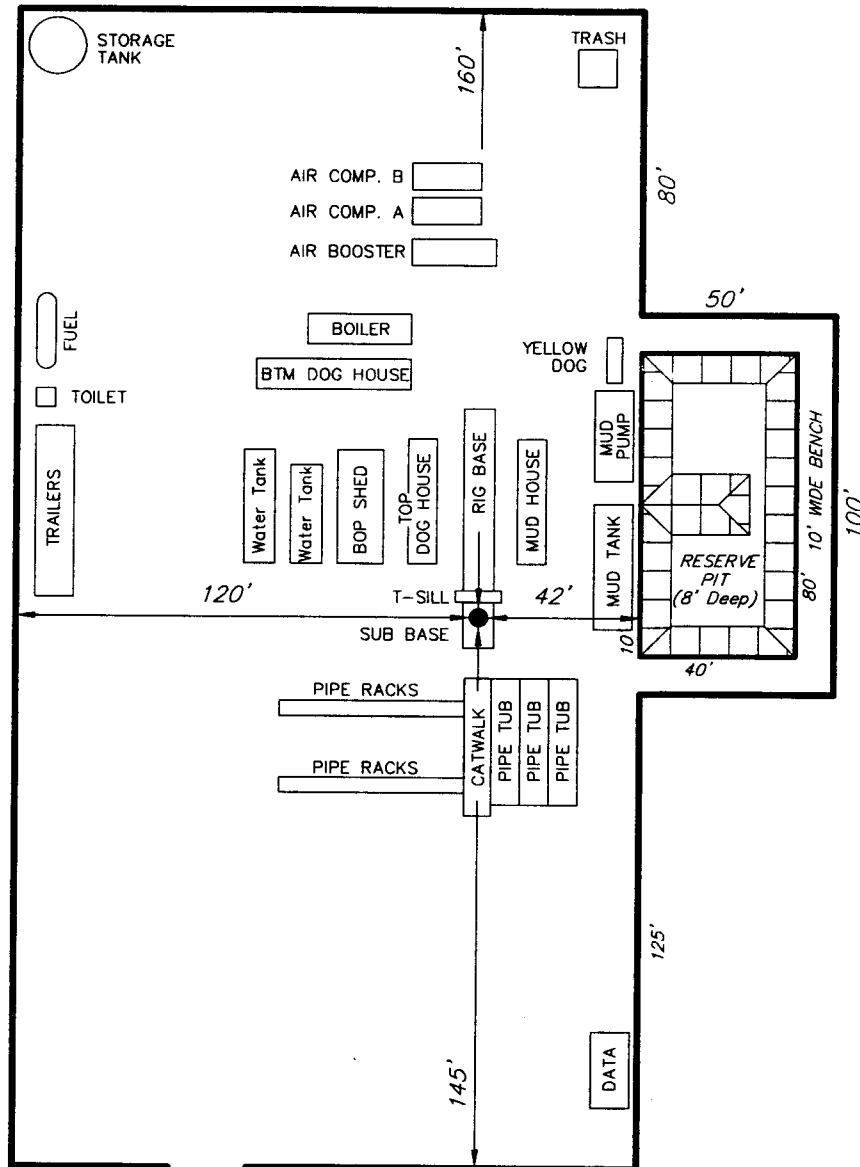 STORAGE
TANK
TRASH
160'
AIR COMP. B
AIR COMP. A
AIR BOOSTER
80'
50'
FUEL
BOILER
YELLOW
DOG
TOILET
BTM DOG HOUSE
MUD
PUMP
10' WIDE BENCH
100'
TRAILERS
Water Tank
Water Tank
BOP SHED
TOP
DOG HOUSE
RIG BASE
MUD HOUSE
MUD TANK
RESERVE
PIT
(8' Deep)
80'
120'
T-SILL
42'
SUB BASE
10'
40'
PIPE RACKS
CATWALK
PIPE TUB
PIPE TUB
PIPE TUB
PIPE RACKS
125'
145'
DATA